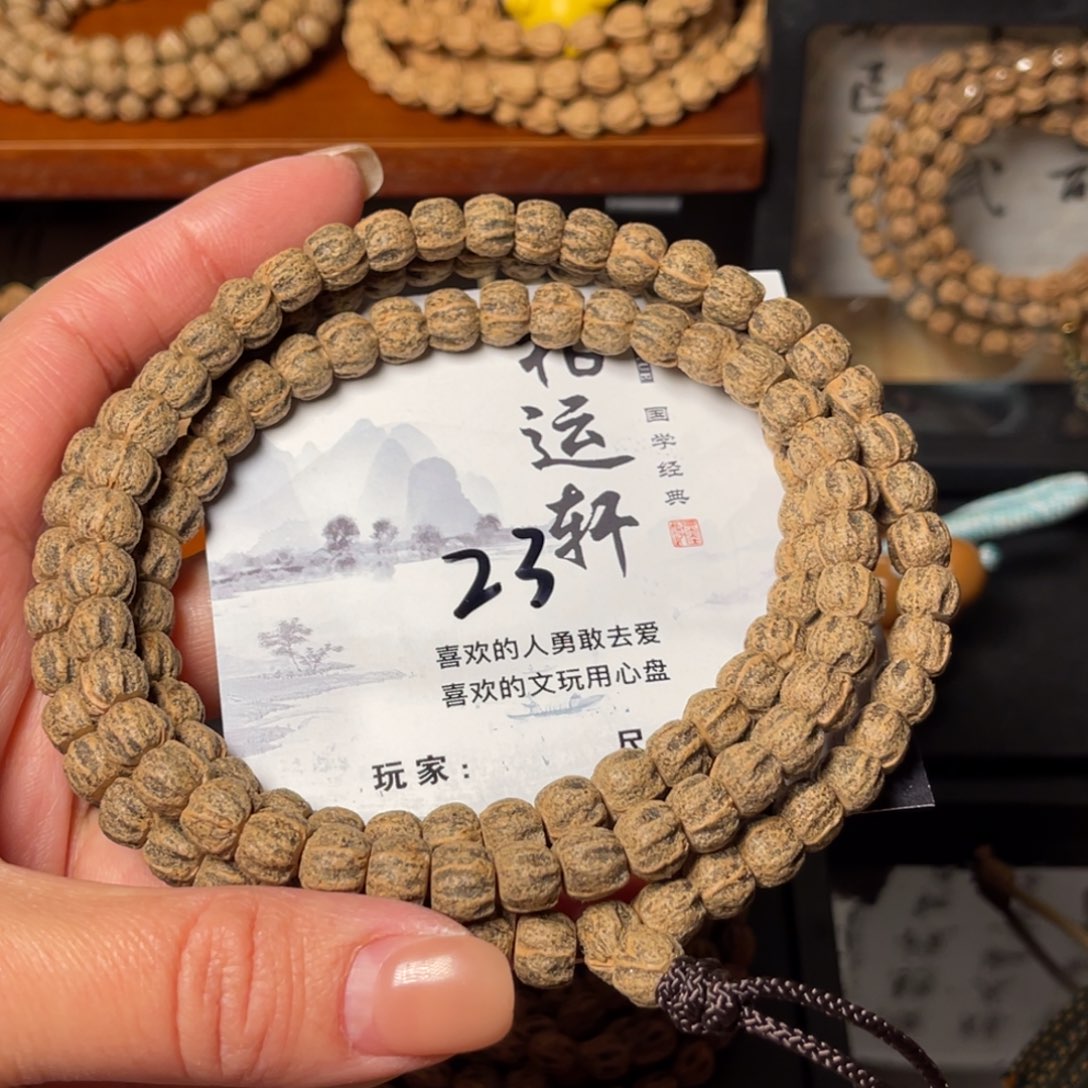 运轩
国学经典
23
喜欢的人勇敢去爱
喜欢的文玩用心盘
玩家：